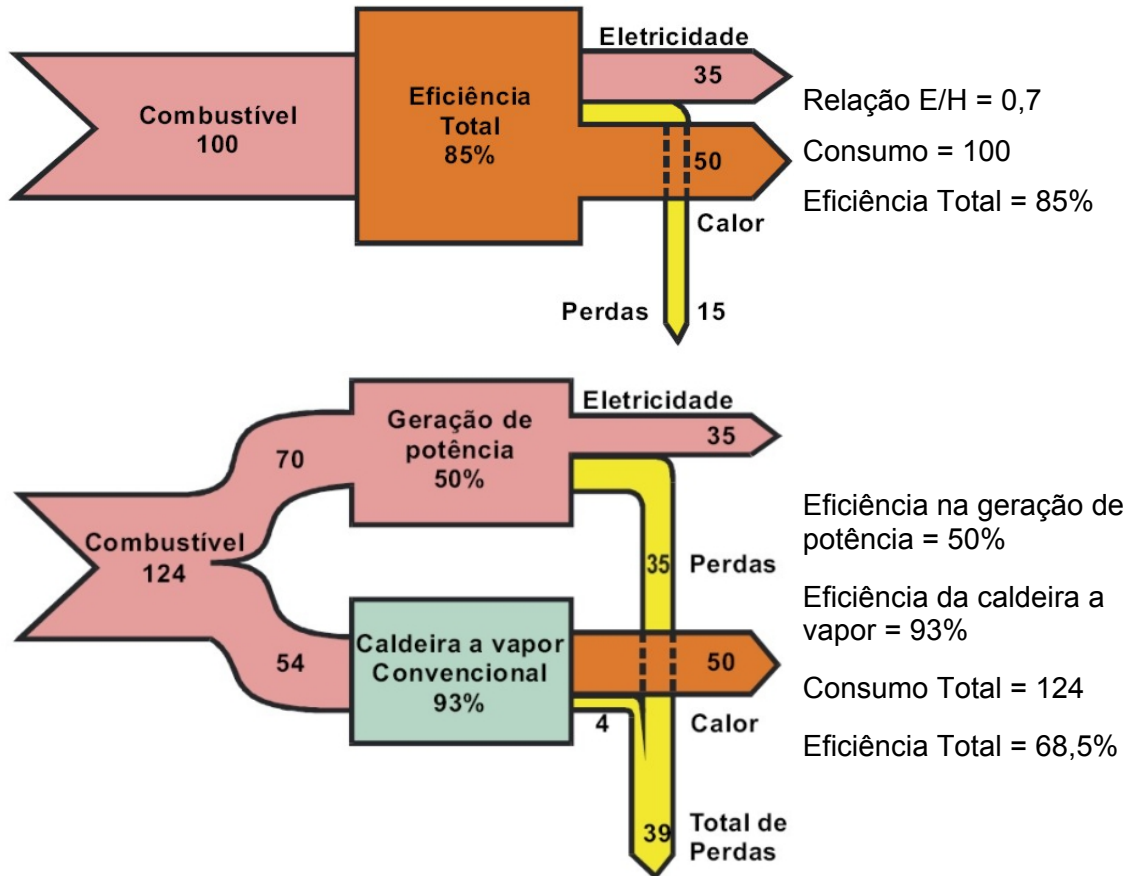 Eletricidade
35
Combustível
100
Eficiência
Total
85%
50
Calor
Perdas 15
Relação E/H = 0,7
Consumo = 100
Eficiência Total = 85%
Eletricidade
35
Geração de
potência
50%
70
Combustível
124
35 Perdas
54
Caldeira a vapor
Convencional
93%
50
4 Calor
39 Total de
Perdas
Eficiência na geração de
potência = 50%
Eficiência da caldeira a
vapor = 93%
Consumo Total = 124
Eficiência Total = 68,5%